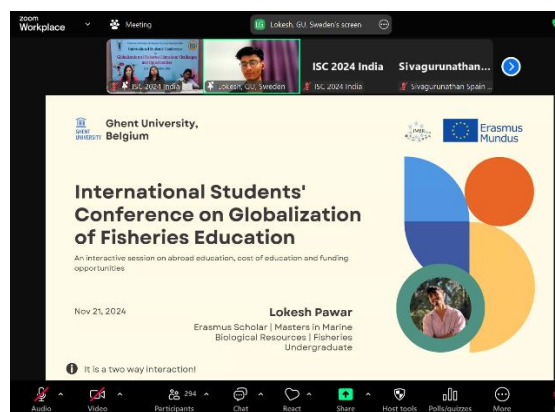 zoom
Workplace
Meeting
LG Lokesh, GU, Sweden's screen
ISC 2024 India
Lokesh, GU, Sweden
ISC 2024 India
ISC 2024 India
Sivagurunathan...
Sivagurunathan Spain ...
Ghent University,
Belgium
GHENT
UNIVERSITY
IMBR
Erasmus
Mundus
International Students'
Conference on Globalization
of Fisheries Education
An interactive session on abroad education, cost of education and funding
opportunities
Nov 21, 2024
Lokesh Pawar
Erasmus Scholar | Masters in Marine
Biological Resources | Fisheries
Undergraduate
It is a two way interaction!
Audio
Video
294
Participants
Chat
React
Share
Host tools
Polls/quizzes
More